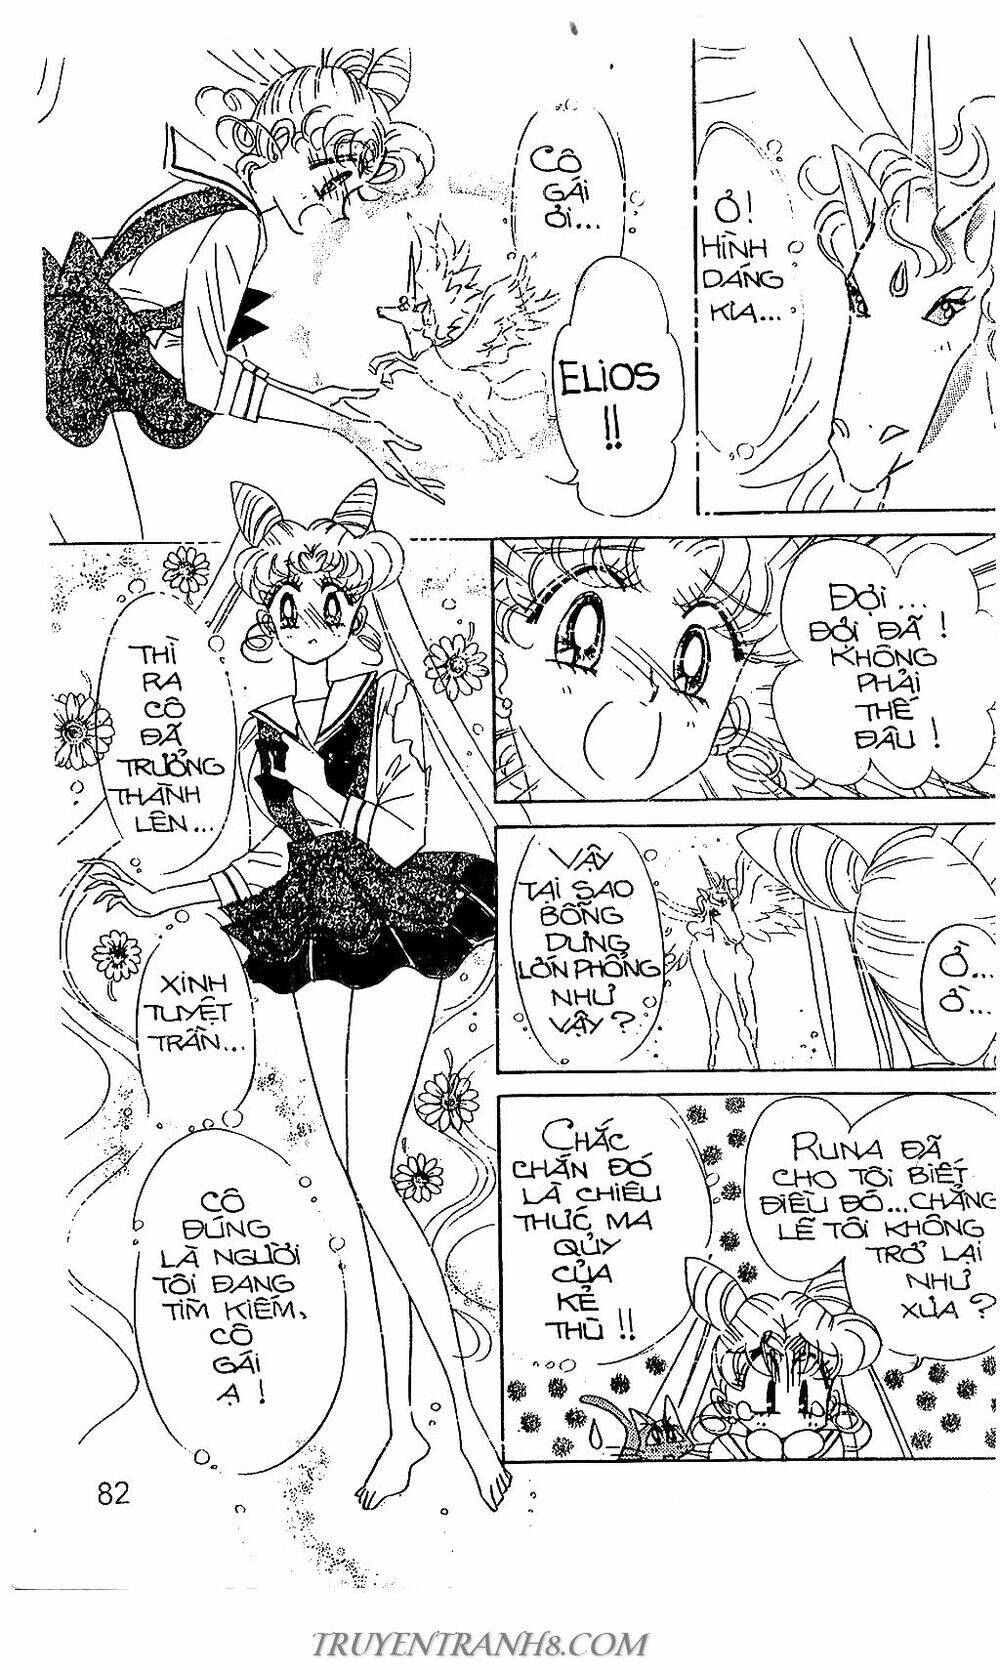 Ở!
HÌNH
DÁNG
KIA...
CÔ
GÁI
ƠI...
ELIOS
!!
ĐỢI...
ĐỢI ĐÃ!
KHÔNG
PHẢI
THẾ
ĐÂU!
THÌ
RA
CÔ
ĐÃ
TRƯỞNG
THÀNH
LÊN...
XINH
TUYỆT
TRẦN...
CÔ
ĐÚNG
LÀ NGƯỜI
TÔI ĐANG
TÌM KIẾM,
CÔ
GÁI
Ạ!
Ồ...
Ồ...
VẬY
TẠI SAO
BỖNG
DƯNG
LỚN PHỔNG
NHƯ
VẬY?
RUNA ĐÃ
CHO TÔI BIẾT
ĐIỀU ĐÓ...CHẲNG
LẼ TÔI KHÔNG
TRỞ LẠI
NHƯ
XƯA?
CHẮC
CHẮN ĐÓ
LÀ CHIÊU
THỨC MA
QỦY
CỦA
KẺ
THÙ!!
82
TRUYENTRANH8.COM